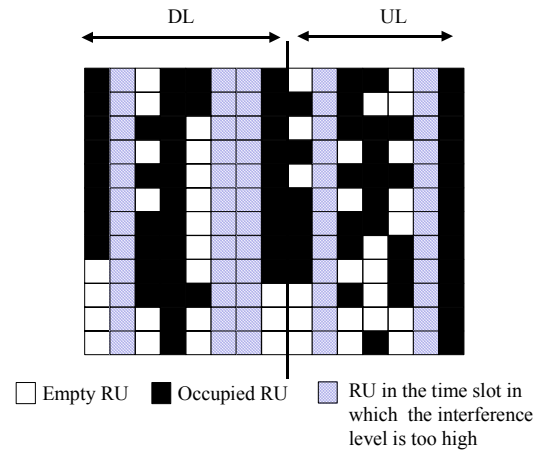 DL
UL
Empty RU
Occupied RU
RU in the time slot in
which the interference
level is too high